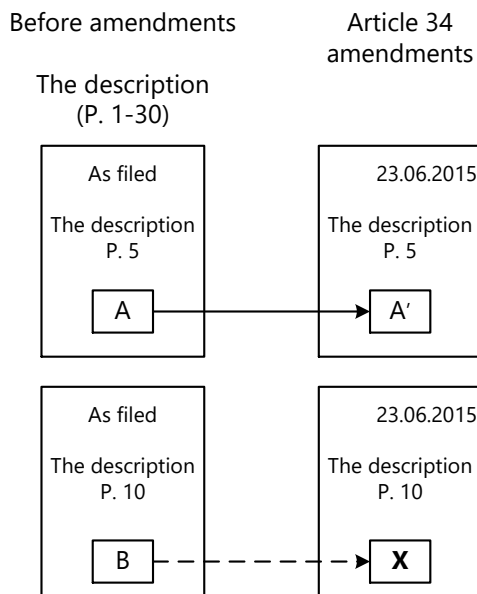 Before amendments
Article 34
amendments
The description
(P. 1-30)
As filed
23.06.2015
The description
P. 5
The description
P. 5
A
A′
As filed
23.06.2015
The description
P. 10
The description
P. 10
B
X